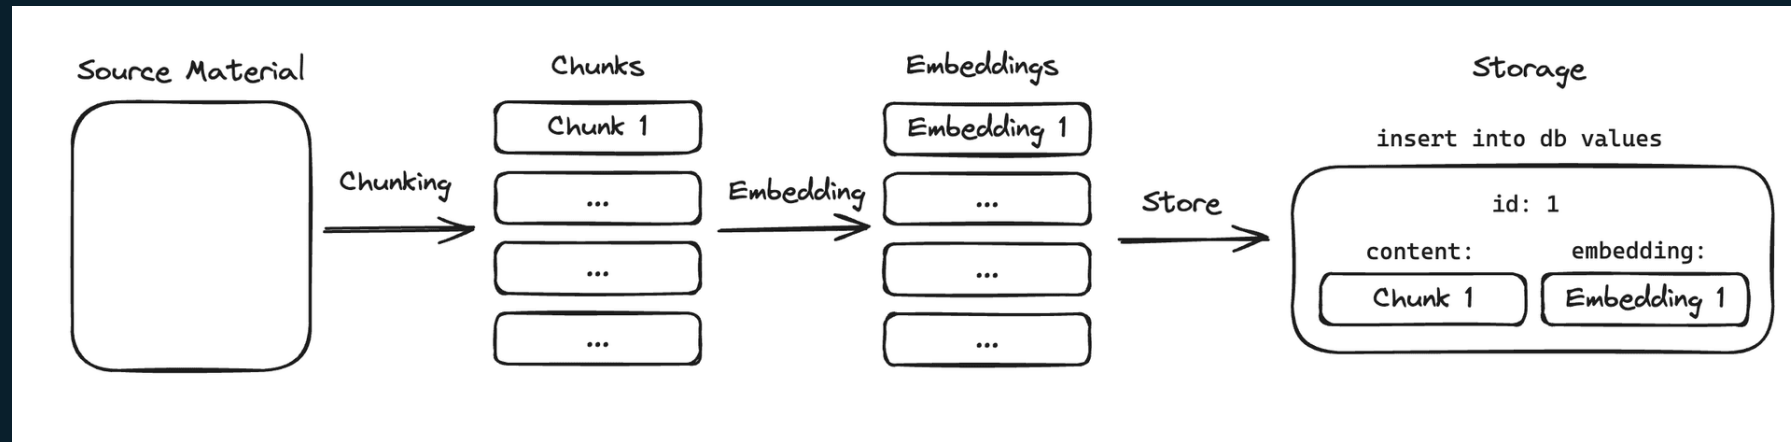 Source Material
Chunking
Chunks
Chunk 1
...
...
...
Embedding
Embeddings
Embedding 1
...
...
...
Store
Storage
insert into db values
id: 1
content:
Chunk 1
embedding:
Embedding 1